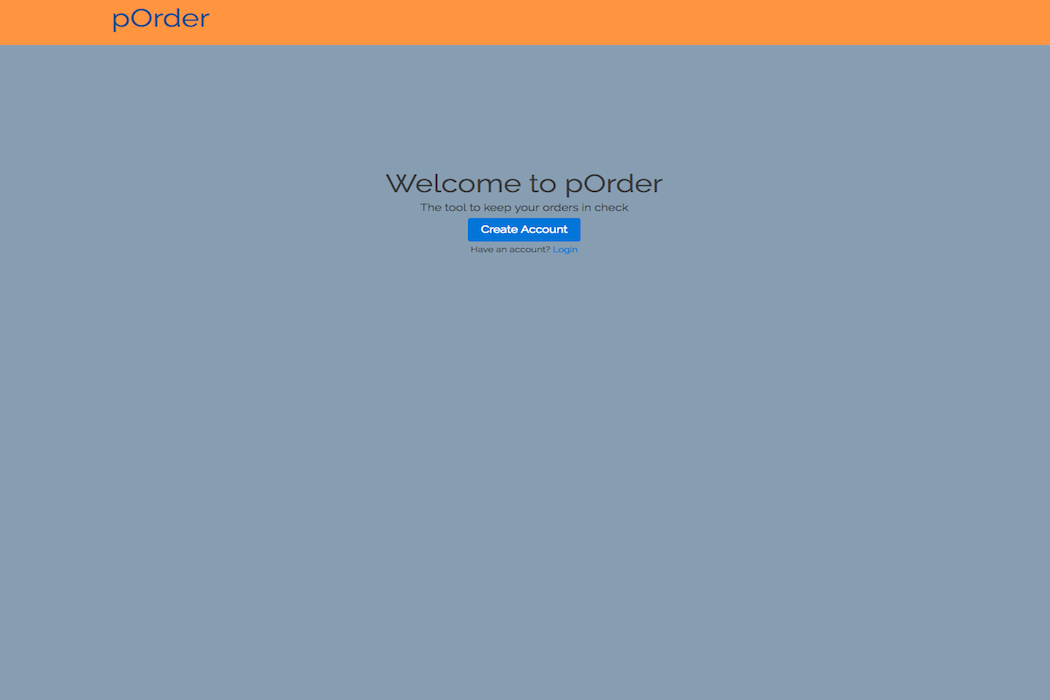 pOrder
Welcome to pOrder
The tool to keep your orders in check
Create Account
Have an account? Login